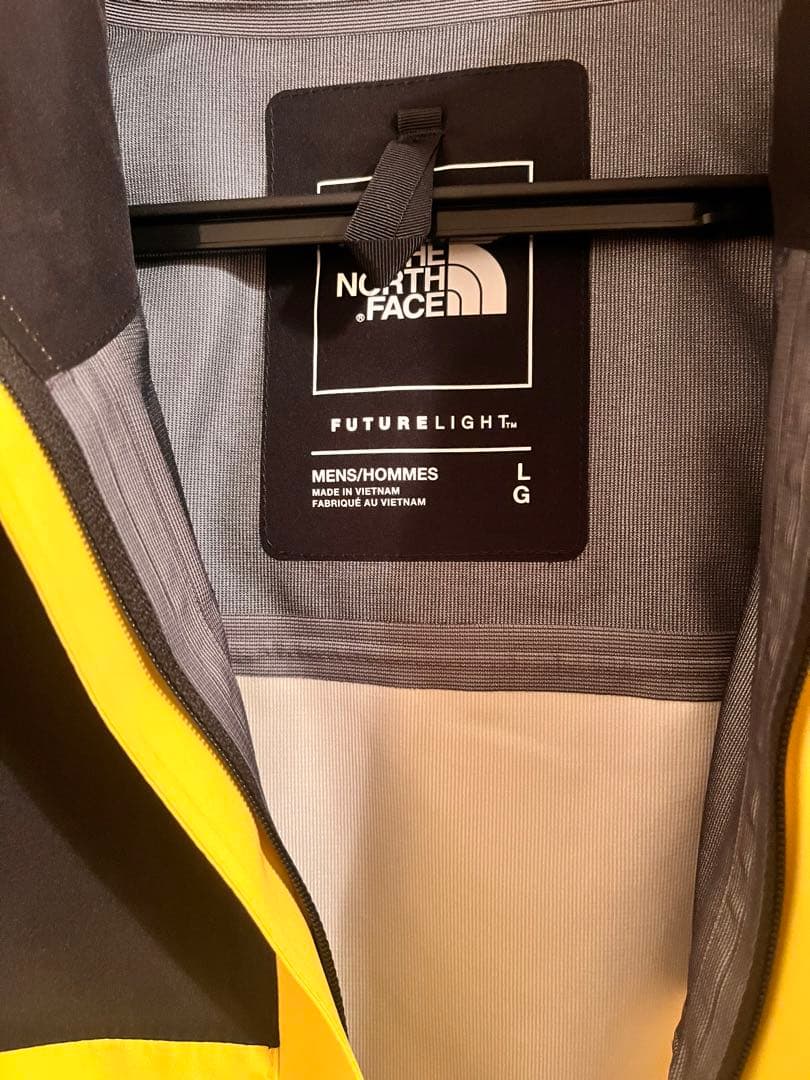 NORTH
®FACE
FUTURELIGHT™
MENS/HOMMES L
MADE IN VIETNAM G
FABRIQUÉ AU VIETNAM